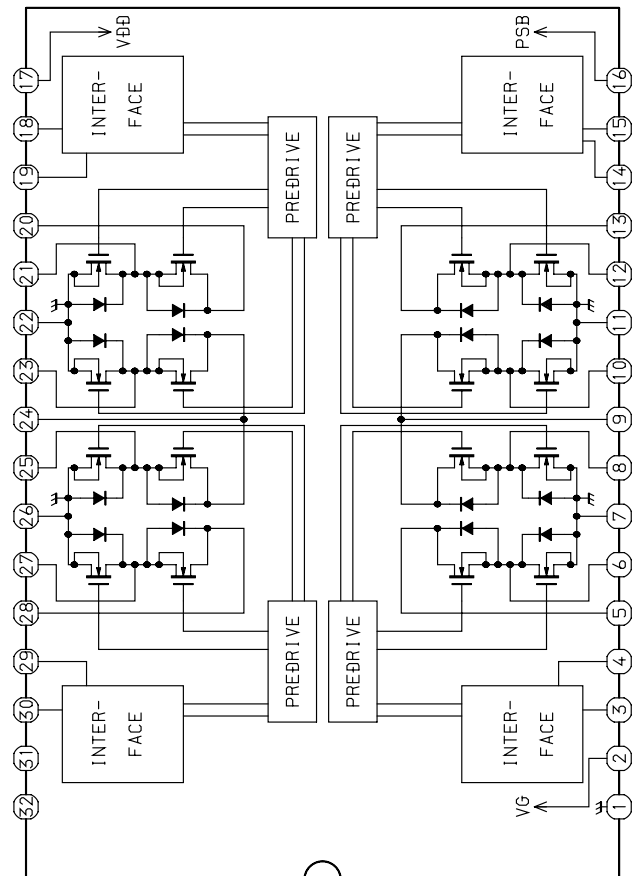 17
VDD
PSB
16
18
INTER-
FACE
INTER-
FACE
15
19
14
PREDRIVE
PREDRIVE
20
13
21
12
22
11
23
10
24
9
25
8
26
7
27
6
28
5
PREDRIVE
PREDRIVE
29
4
30
INTER-
FACE
INTER-
FACE
3
31
2
32
VG
1